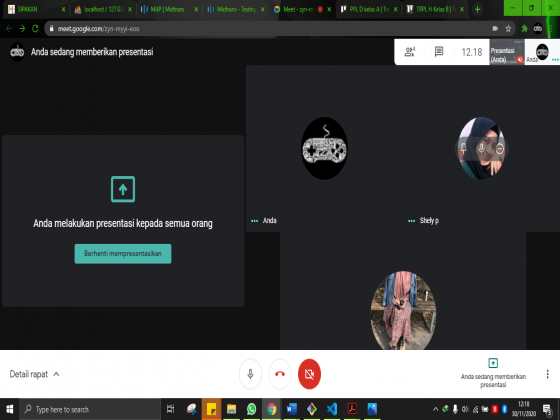 SIPAKAN
localhost / 127.0
MAP | Midtrans
Midtrans - Testing
Meet - zyn-m
PPL D kelas A | T
TRPL H Kelas B | T
meet.google.com/zyn-myyi-eoo
Anda sedang memberikan presentasi
12.18
Presentasi
(Anda)
Anda
Anda melakukan presentasi kepada semua orang
Berhenti mempresentasikan
Anda
Shely p
Detail rapat
Anda sedang memberikan
presentasi
Type here to search
12:18
30/11/2020